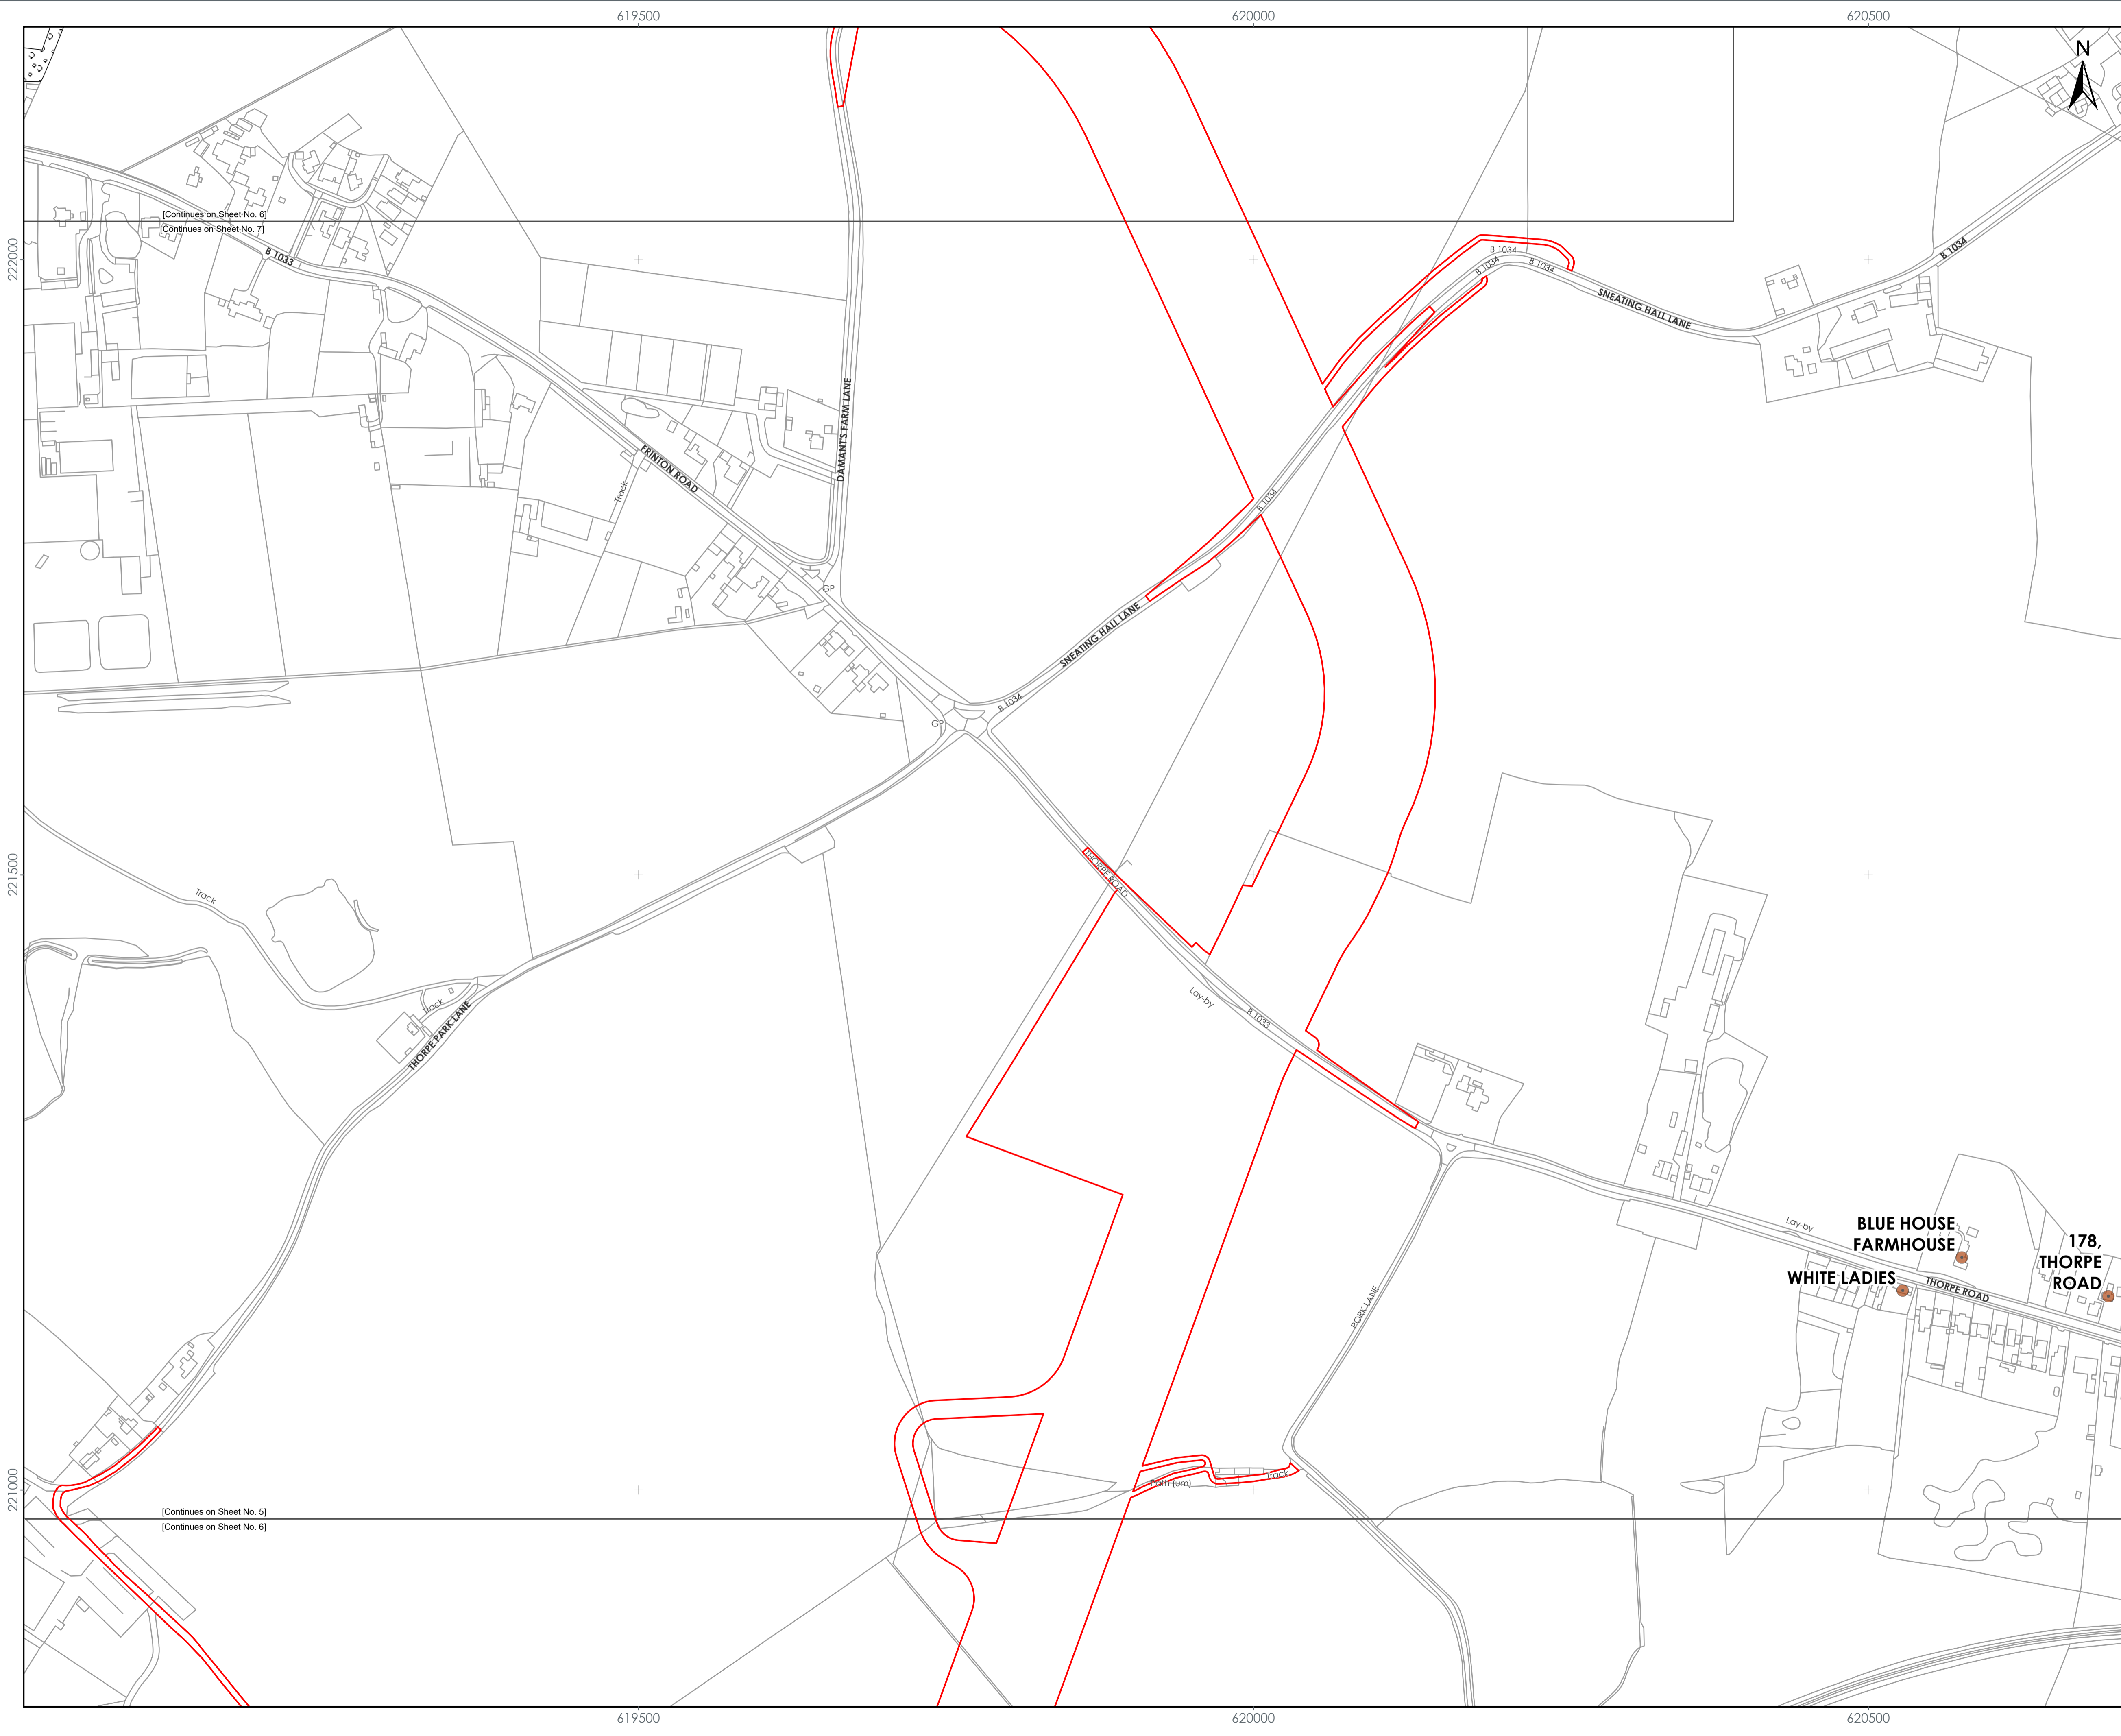 619500
620000
620500
N
[Continues on Sheet No. 6]
[Continues on Sheet No. 7]
222000
B 1033
B 1034
B 1034
B 1034
B 1034
SNEATING HALL LANE
DAMANT'S FARM LANE
FRINTON ROAD
Track
B 1034
GP
SNEATING HALL LANE
B 1034
GP
221500
THORPE ROAD
Track
Lay-by
B 1033
Track
THORPE PARK LANE
Lay-by
BLUE HOUSE
FARMHOUSE
178,
THORPE
ROAD
WHITE LADIES
THORPE ROAD
PORK LANE
221000
Track
Path (um)
[Continues on Sheet No. 5]
[Continues on Sheet No. 6]
619500
620000
620500